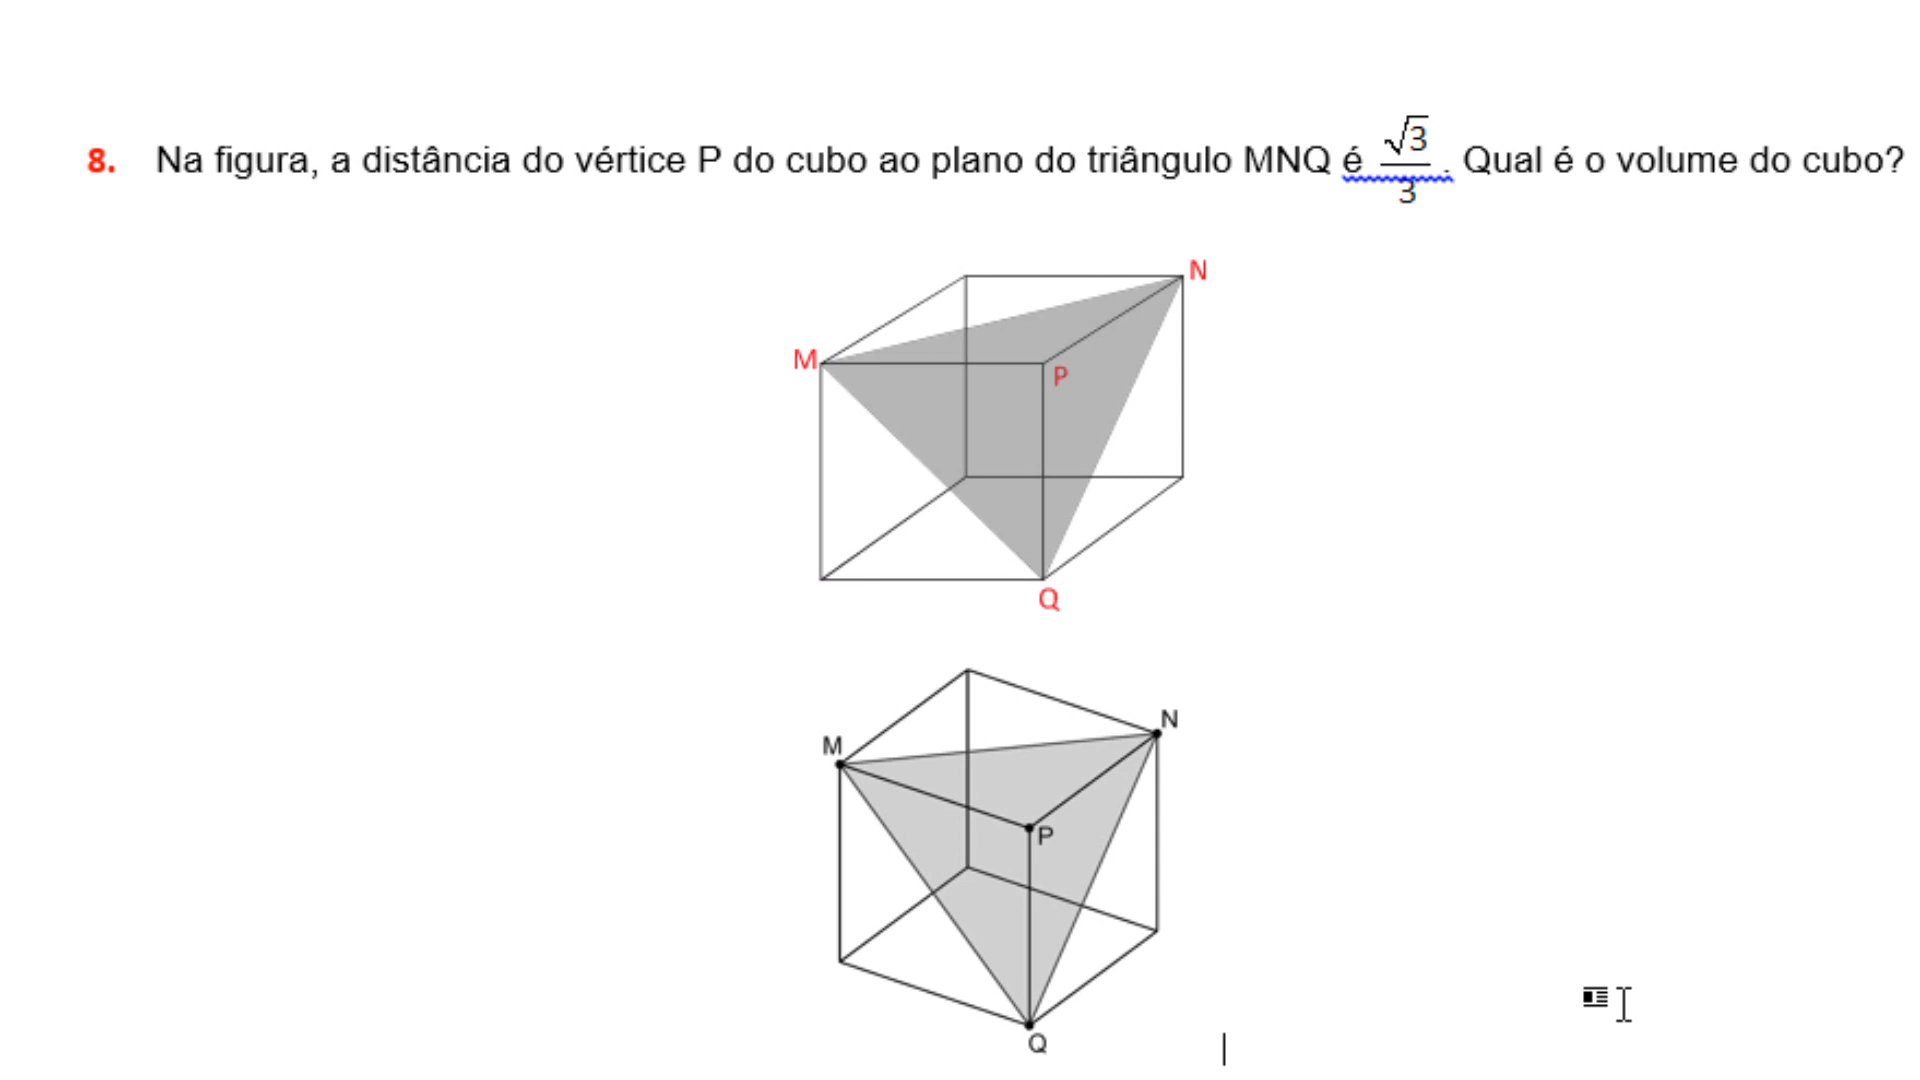 8. Na figura, a distância do vértice P do cubo ao plano do triângulo MNQ é √3/3. Qual é o volume do cubo?
N
M
P
Q
N
M
P
Q